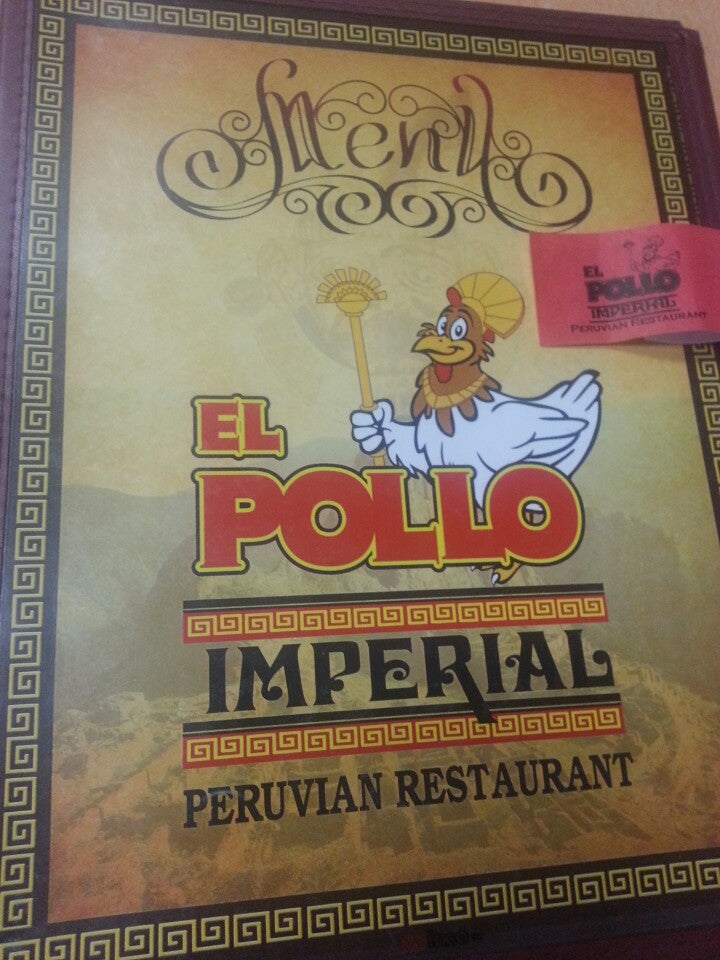 Menu
EL
POLLO
IMPERIAL
PERUVIAN RESTAURANT
EL
POLLO
IMPERIAL
PERUVIAN RESTAURANT